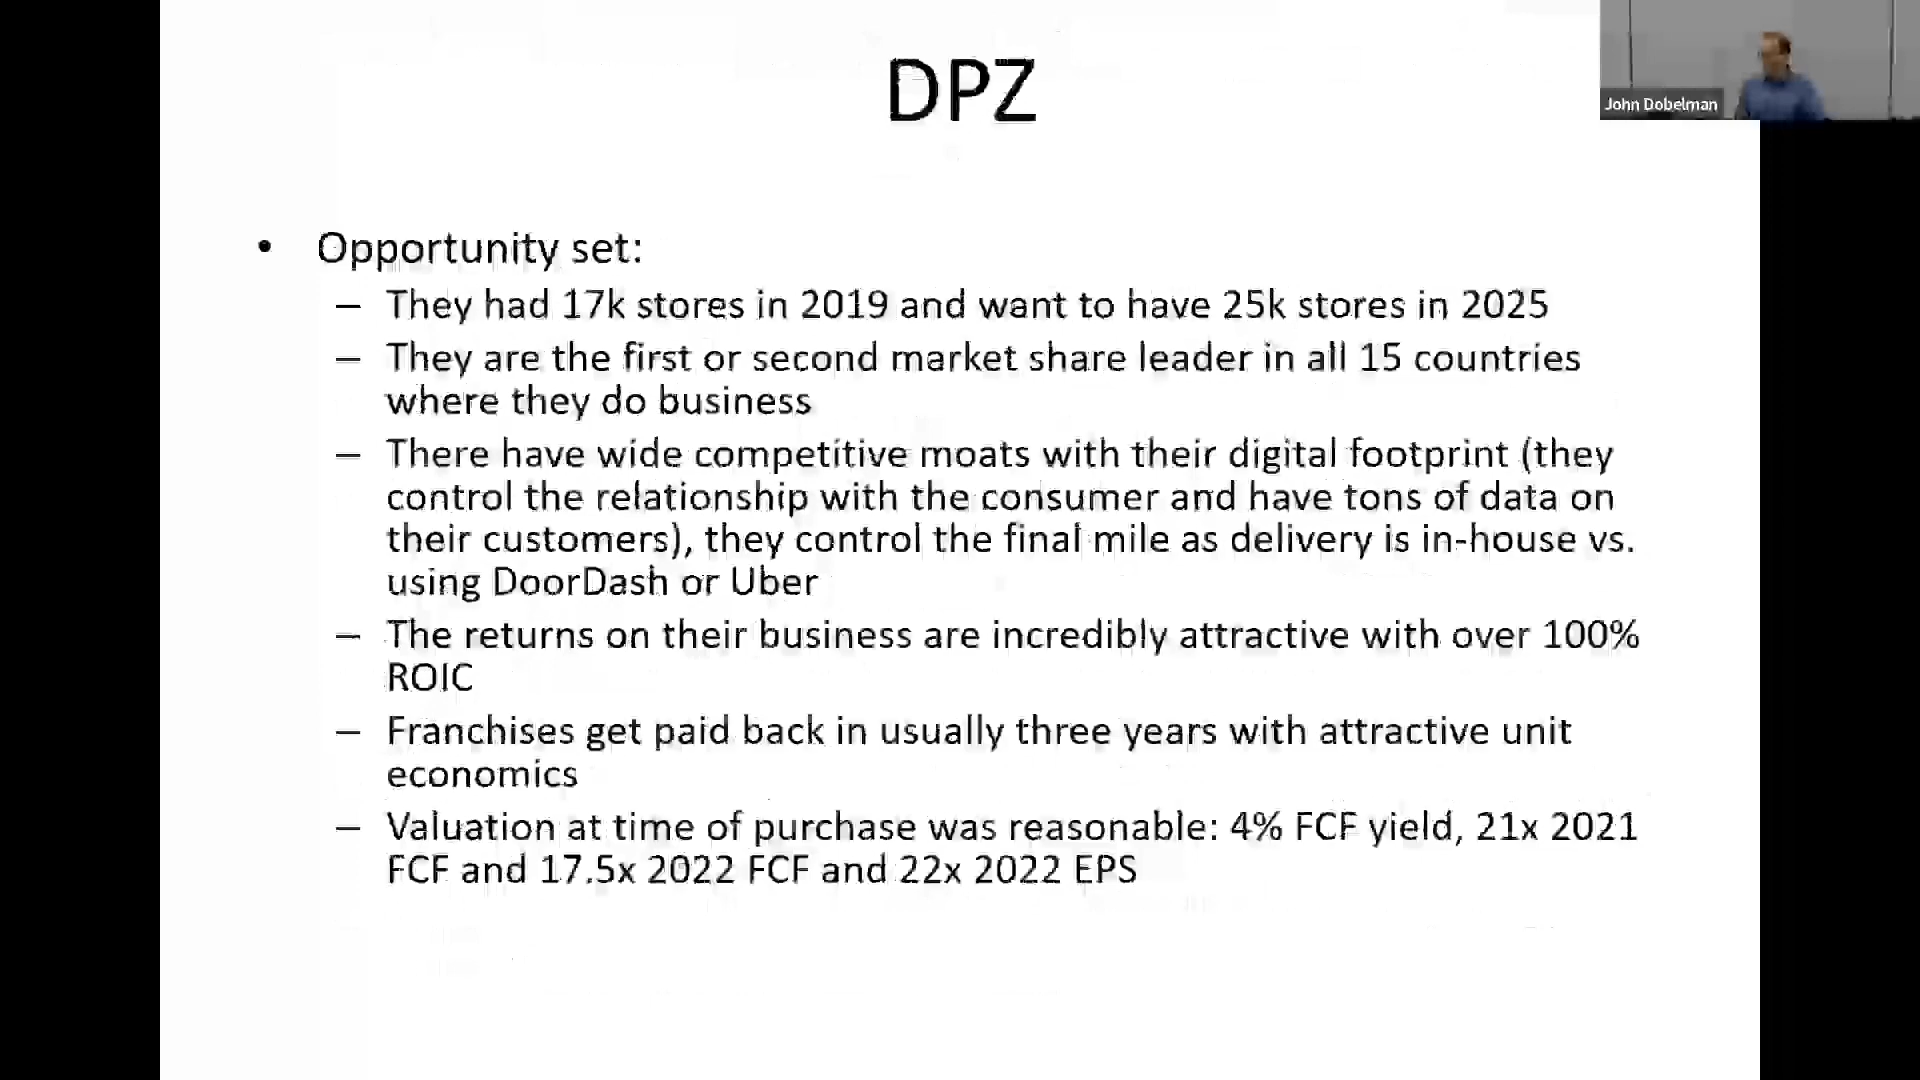 DPZ
John Dobelman
• Opportunity set:
– They had 17k stores in 2019 and want to have 25k stores in 2025
– They are the first or second market share leader in all 15 countries
where they do business
– There have wide competitive moats with their digital footprint (they
control the relationship with the consumer and have tons of data on
their customers), they control the final mile as delivery is in-house vs.
using DoorDash or Uber
– The returns on their business are incredibly attractive with over 100%
ROIC
– Franchises get paid back in usually three years with attractive unit
economics
– Valuation at time of purchase was reasonable: 4% FCF yield, 21x 2021
FCF and 17.5x 2022 FCF and 22x 2022 EPS